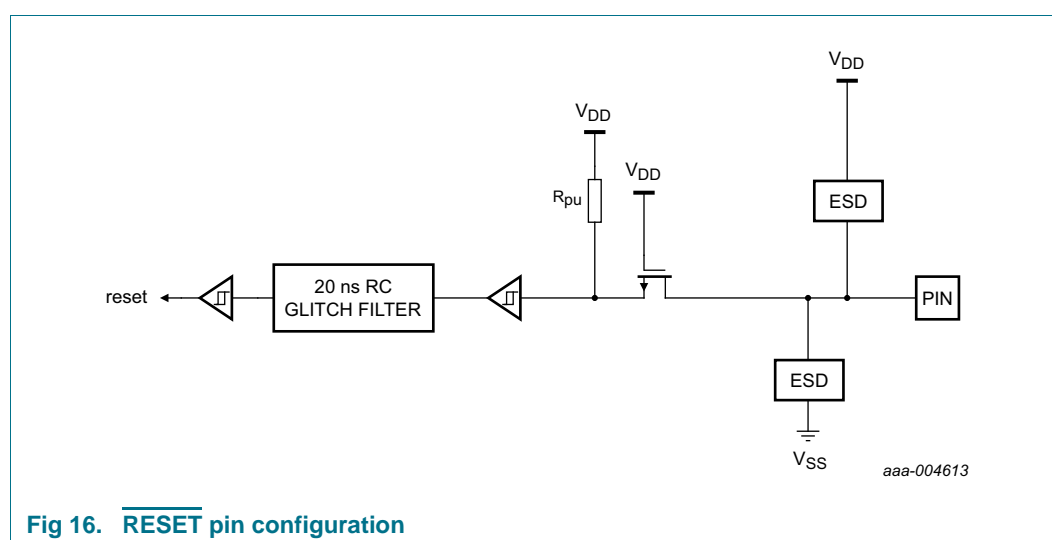 VDD
VDD
VDD
Rpu
ESD
reset
20 ns RC
GLITCH FILTER
PIN
ESD
VSS
aaa-004613
Fig 16. RESET pin configuration